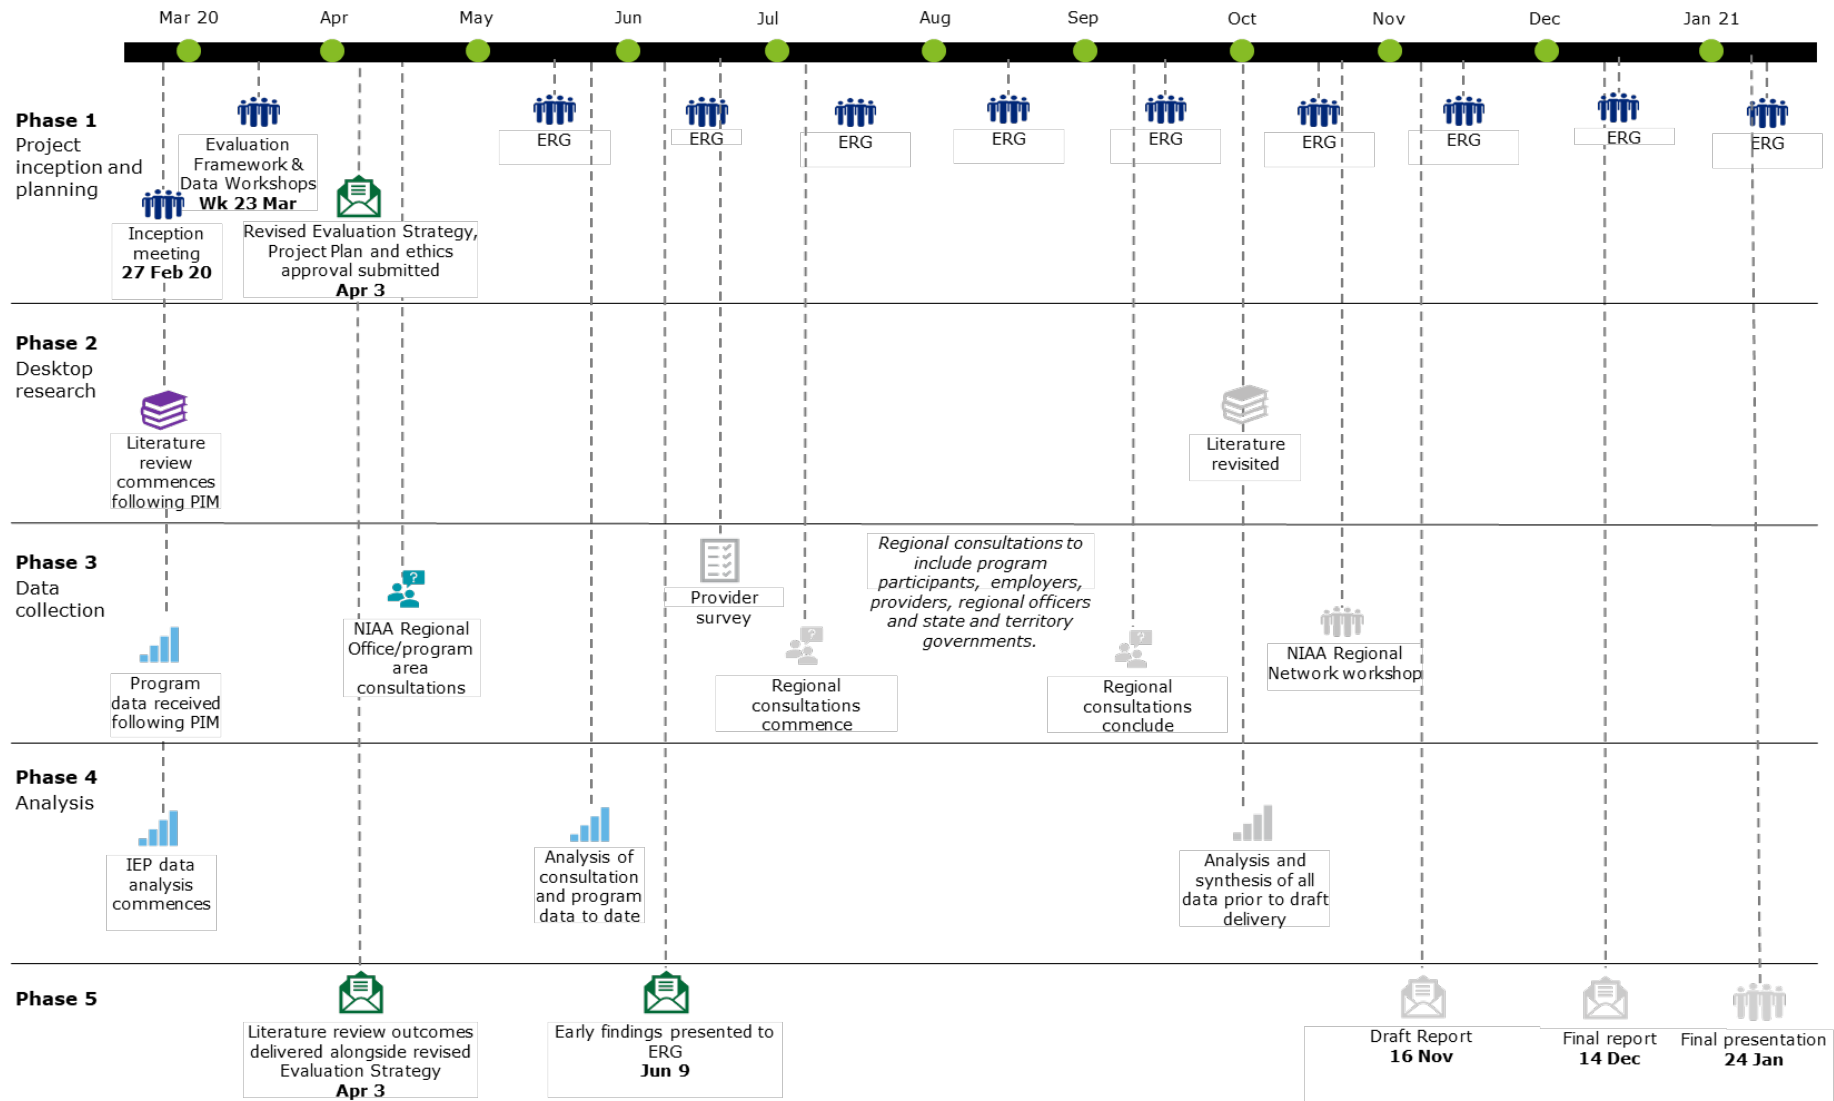 Mar 20
Apr
May
Jun
Jul
Aug
Sep
Oct
Nov
Dec
Jan 21
Phase 1
Project
inception and
planning
Evaluation
Framework &
Data Workshops
Wk 23 Mar
Inception
meeting
27 Feb 20
Revised Evaluation Strategy,
Project Plan and ethics
approval submitted
Apr 3
ERG
ERG
ERG
ERG
ERG
ERG
ERG
ERG
ERG
Phase 2
Desktop
research
Literature
review
commences
following PIM
Literature
revisited
Phase 3
Data
collection
Program
data received
following PIM
NIAA Regional
Office/program
area
consultations
Provider
survey
Regional
consultations
commence
Regional consultations to
include program
participants, employers,
providers, regional officers
and state and territory
governments.
Regional
consultations
conclude
NIAA Regional
Network workshop
Phase 4
Analysis
IEP data
analysis
commences
Analysis of
consultation
and program
data to date
Analysis and
synthesis of all
data prior to draft
delivery
Phase 5
Literature review outcomes
delivered alongside revised
Evaluation Strategy
Apr 3
Early findings presented to
ERG
Jun 9
Draft Report
16 Nov
Final report
14 Dec
Final presentation
24 Jan